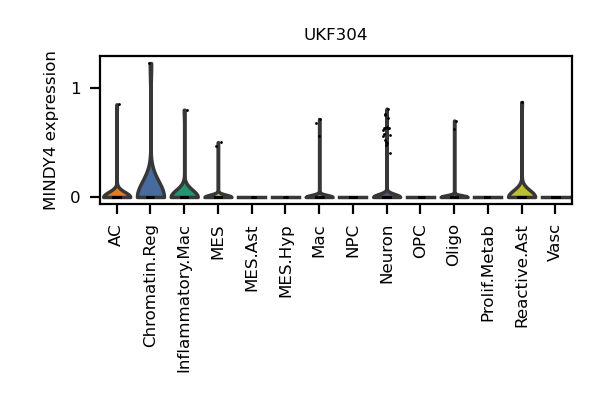 UKF304
MINDY4 expression
1
0
AC
Chromatin.Reg
Inflammatory.Mac
MES
MES.Ast
MES.Hyp
Mac
NPC
Neuron
OPC
Oligo
Prolif.Metab
Reactive.Ast
Vasc